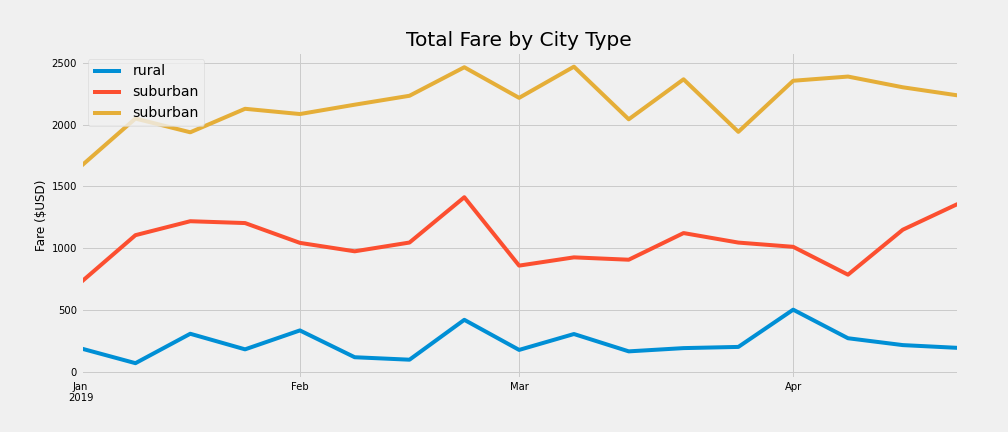 Total Fare by City Type
rural
suburban
suburban
Fare ($USD)
2500
2000
1500
1000
500
0
Jan Feb Mar Apr
2019